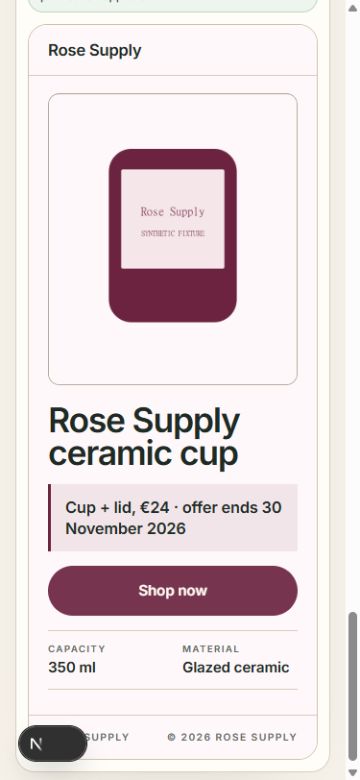 Rose Supply
Rose Supply
SYNTHETIC FIXTURE
Rose Supply
ceramic cup
Cup + lid, €24 · offer ends 30
November 2026
Shop now
CAPACITY
MATERIAL
350 ml
Glazed ceramic
N
SUPPLY
© 2026 ROSE SUPPLY